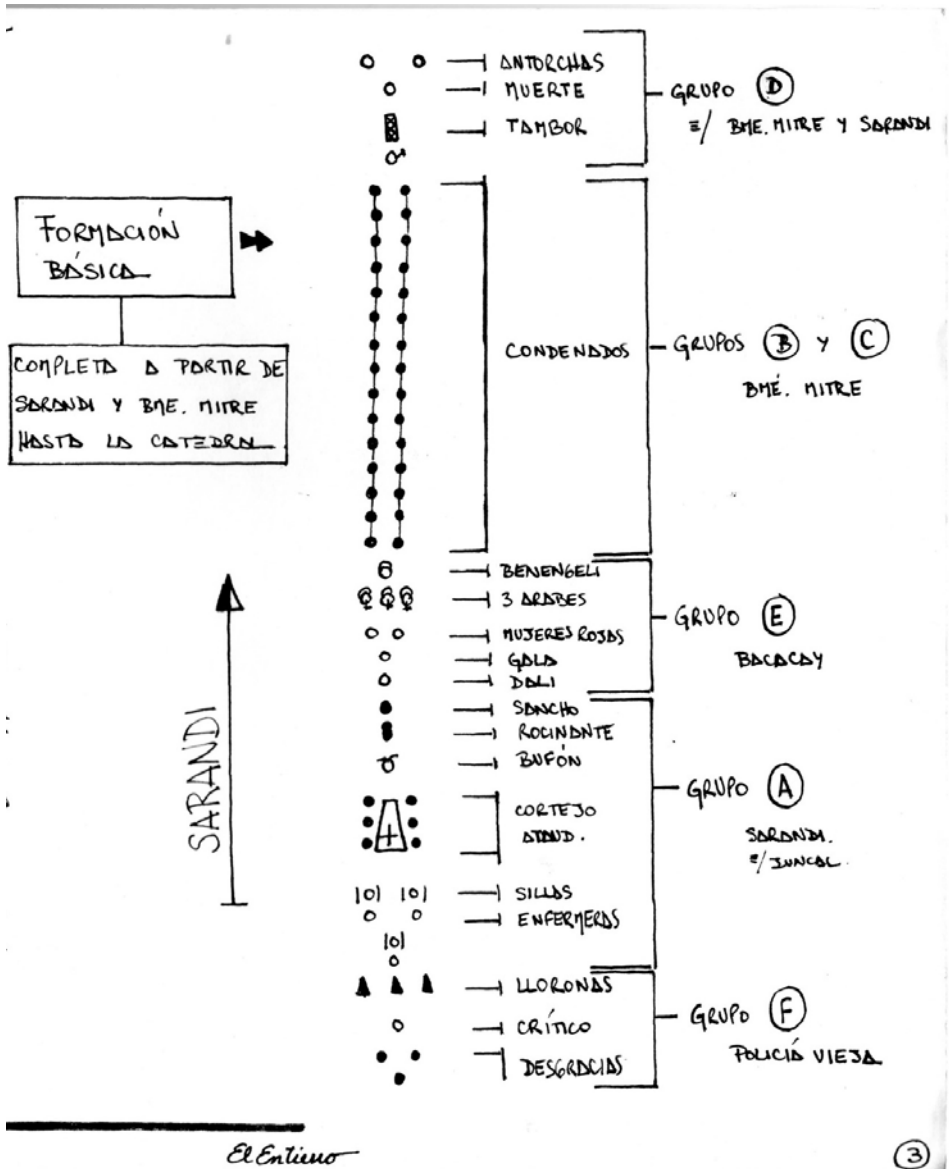 ANTORCHAS
MUERTE
TAMBOR
GRUPO D
E/ BME. MITRE Y SARANDI
FORMACIÓN
BÁSICA
COMPLETA A PARTIR DE
SARANDI Y BME. MITRE
HASTA LA CATEDRAL
CONDENADOS
GRUPOS B Y C
BMÉ. MITRE
BENENGELI
3 ARABES
MUJERES ROJAS
GALA
DALI
GRUPO E
BACACAY
SARANDI
SANCHO
ROCINANTE
BUFÓN
CORTEJO
ATAUD.
SILLAS
ENFERMERAS
GRUPO A
SARANDI.
E/ JUNCAL
LLORONAS
CRÍTICO
DESGRACIAS
GRUPO F
POLICÍA VIEJA
El Entierro
3